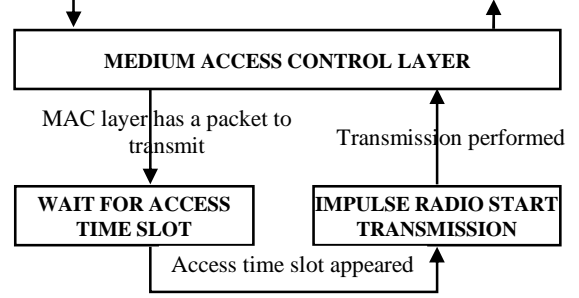 MEDIUM ACCESS CONTROL LAYER
MAC layer has a packet to
transmit
Transmission performed
WAIT FOR ACCESS
TIME SLOT
IMPULSE RADIO START
TRANSMISSION
Access time slot appeared